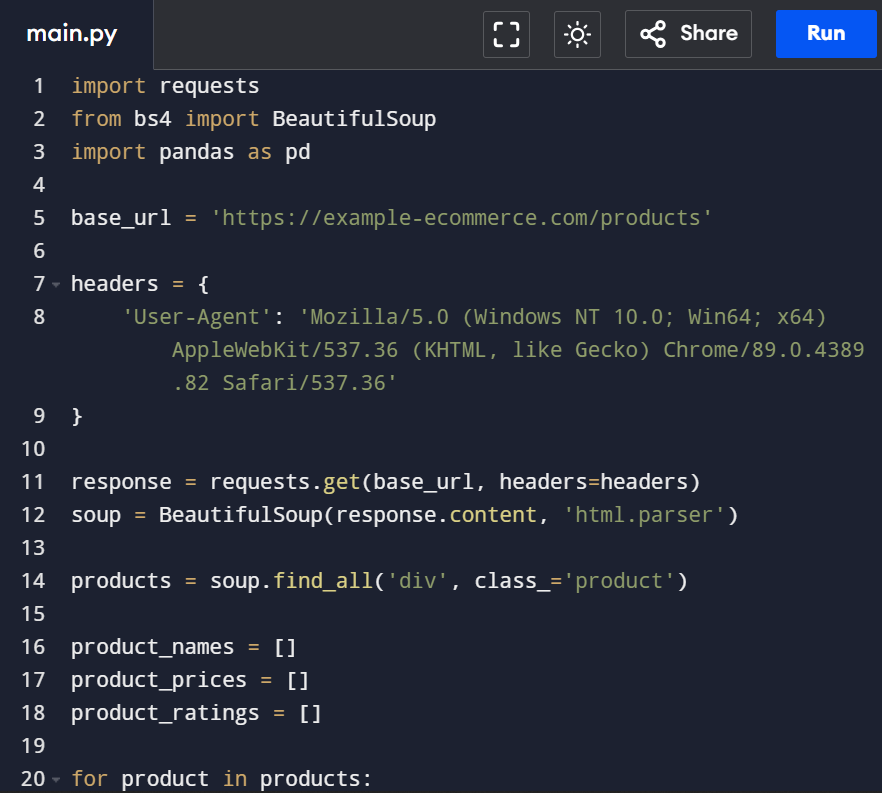 main.py
Share
Run
1 import requests
2 from bs4 import BeautifulSoup
3 import pandas as pd
4
5 base_url = 'https://example-ecommerce.com/products'
6
7 headers = {
8     'User-Agent': 'Mozilla/5.0 (Windows NT 10.0; Win64; x64)
        AppleWebKit/537.36 (KHTML, like Gecko) Chrome/89.0.4389
        .82 Safari/537.36'
9 }
10
11 response = requests.get(base_url, headers=headers)
12 soup = BeautifulSoup(response.content, 'html.parser')
13
14 products = soup.find_all('div', class_='product')
15
16 product_names = []
17 product_prices = []
18 product_ratings = []
19
20 for product in products: